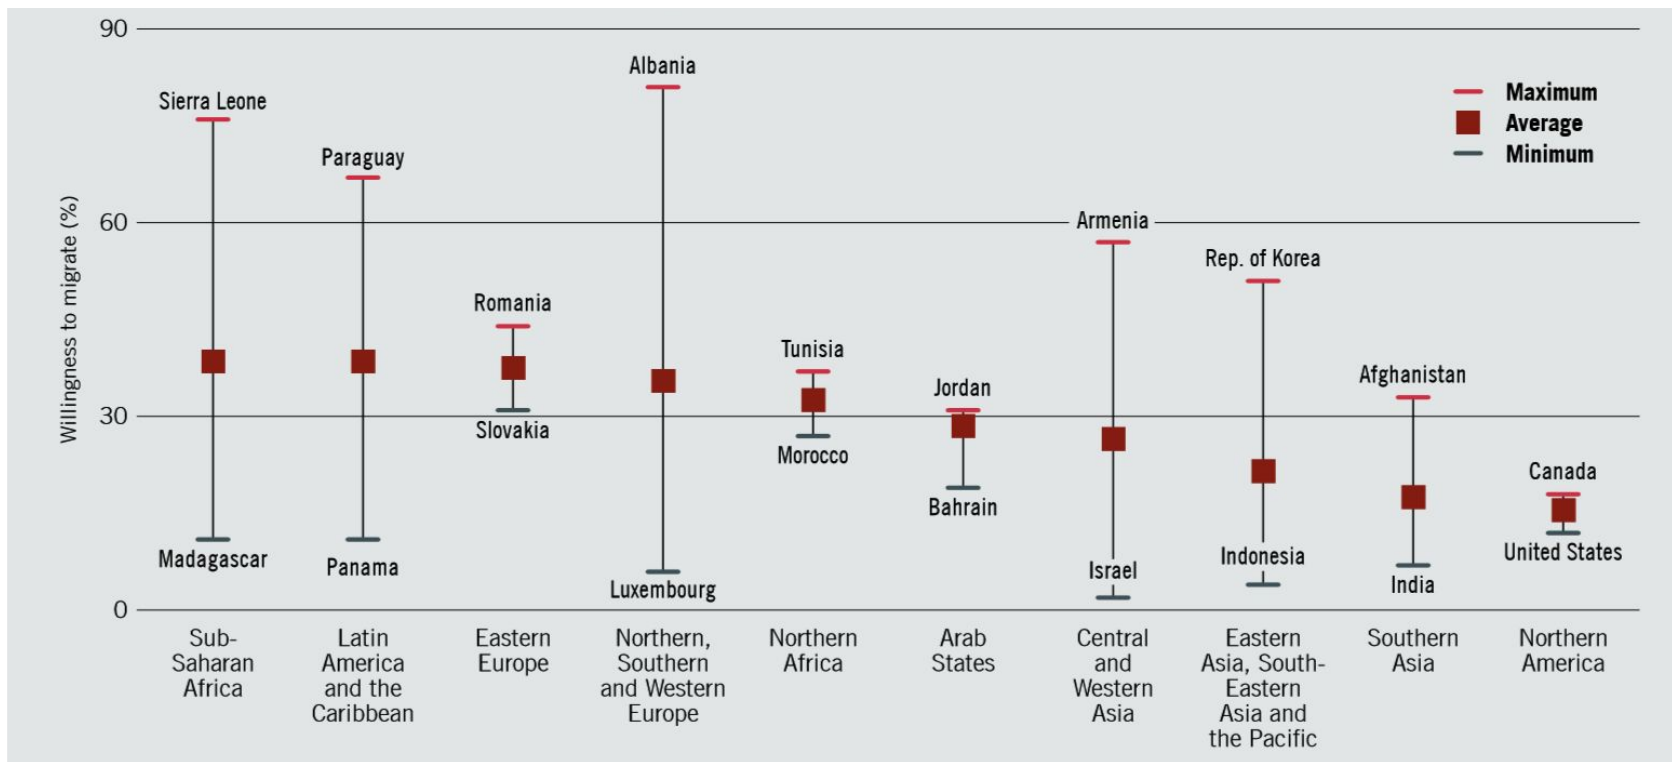 90
Albania
Sierra Leone
Maximum
Average
Minimum
Paraguay
60
Armenia
Rep. of Korea
Willingness to migrate (%)
Romania
Tunisia
Jordan
Afghanistan
30
Slovakia
Morocco
Bahrain
Canada
Madagascar
Panama
Luxembourg
Israel
Indonesia
India
United States
0
Sub-
Saharan
Africa
Latin
America
and the
Caribbean
Eastern
Europe
Northern,
Southern
and Western
Europe
Northern
Africa
Arab
States
Central
and
Western
Asia
Eastern
Asia, South-
Eastern
Asia and
the Pacific
Southern
Asia
Northern
America